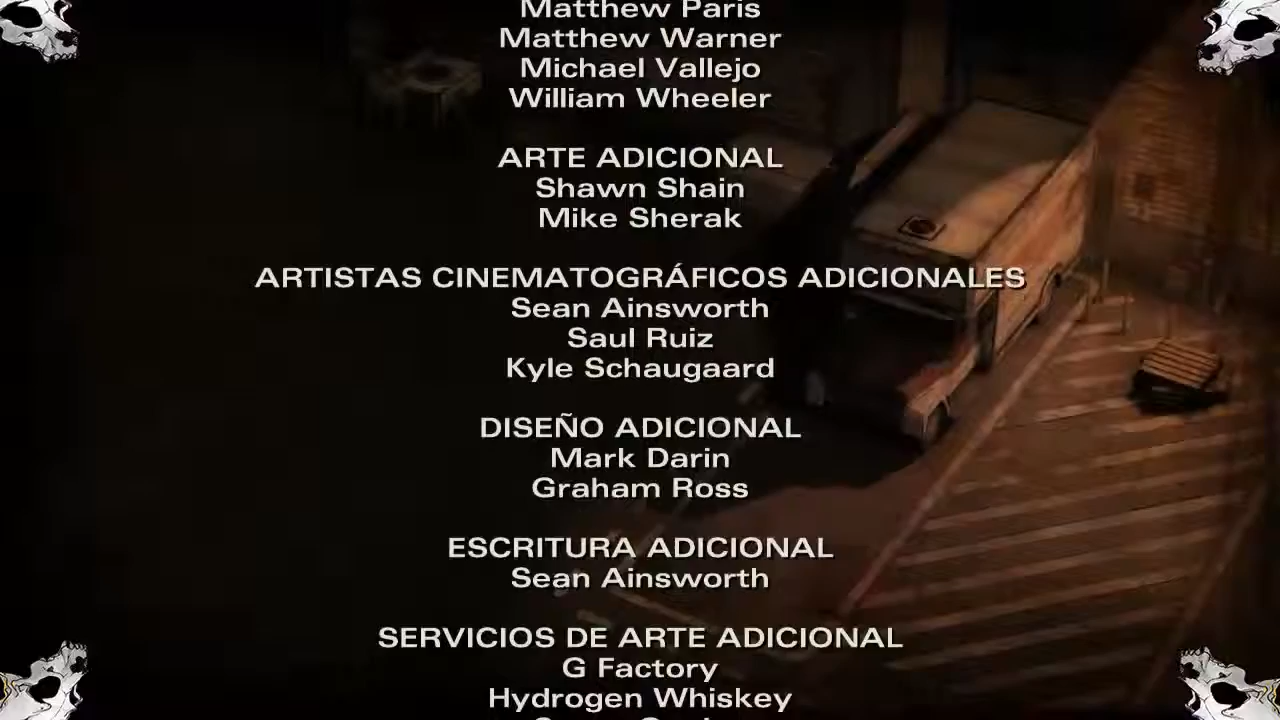 Matthew Paris
Matthew Warner
Michael Vallejo
William Wheeler
ARTE ADICIONAL
Shawn Shain
Mike Sherak
ARTISTAS CINEMATOGRÁFICOS ADICIONALES
Sean Ainsworth
Saul Ruiz
Kyle Schaugaard
DISEÑO ADICIONAL
Mark Darin
Graham Ross
ESCRITURA ADICIONAL
Sean Ainsworth
SERVICIOS DE ARTE ADICIONAL
G Factory
Hydrogen Whiskey